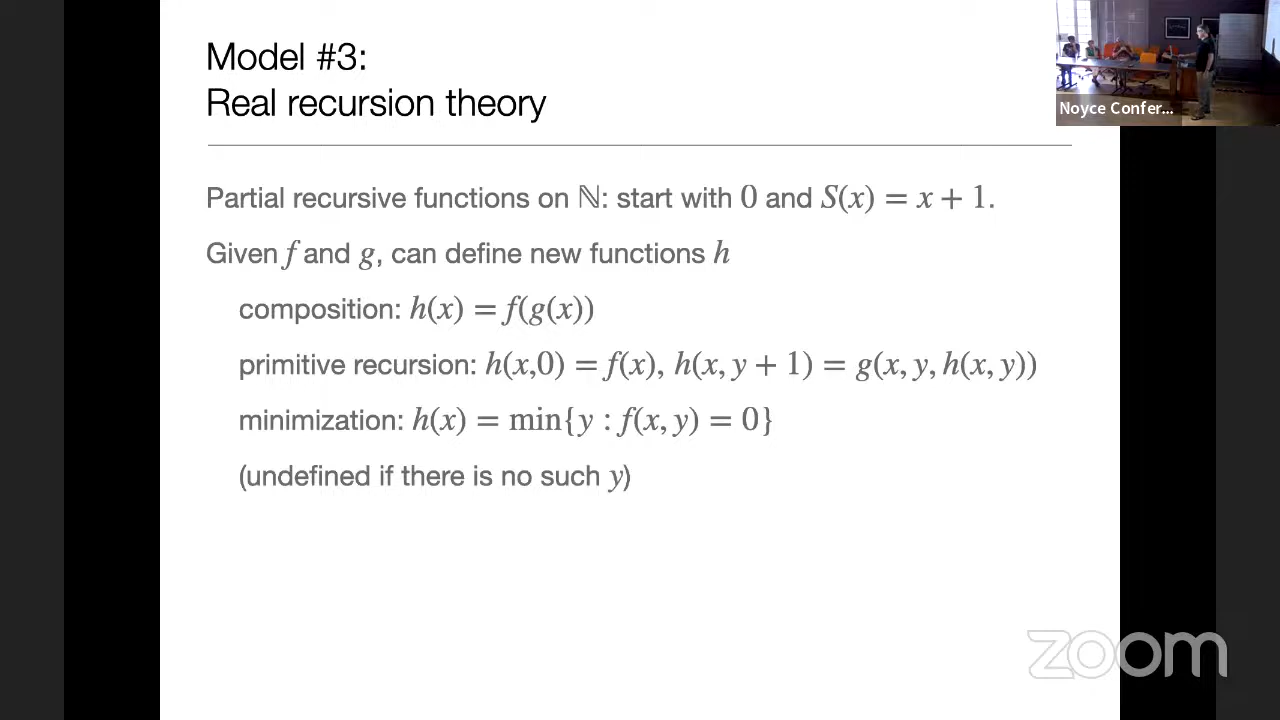 Model #3:
Real recursion theory
Noyce Confer...
Partial recursive functions on ℕ: start with 0 and S(x) = x + 1.
Given f and g, can define new functions h
composition: h(x) = f(g(x))
primitive recursion: h(x,0) = f(x), h(x, y + 1) = g(x, y, h(x, y))
minimization: h(x) = min{y : f(x, y) = 0}
(undefined if there is no such y)
zoom